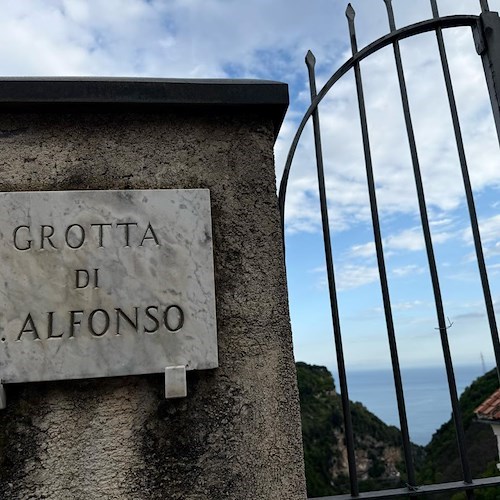 GROTTA
DI
. ALFONSO